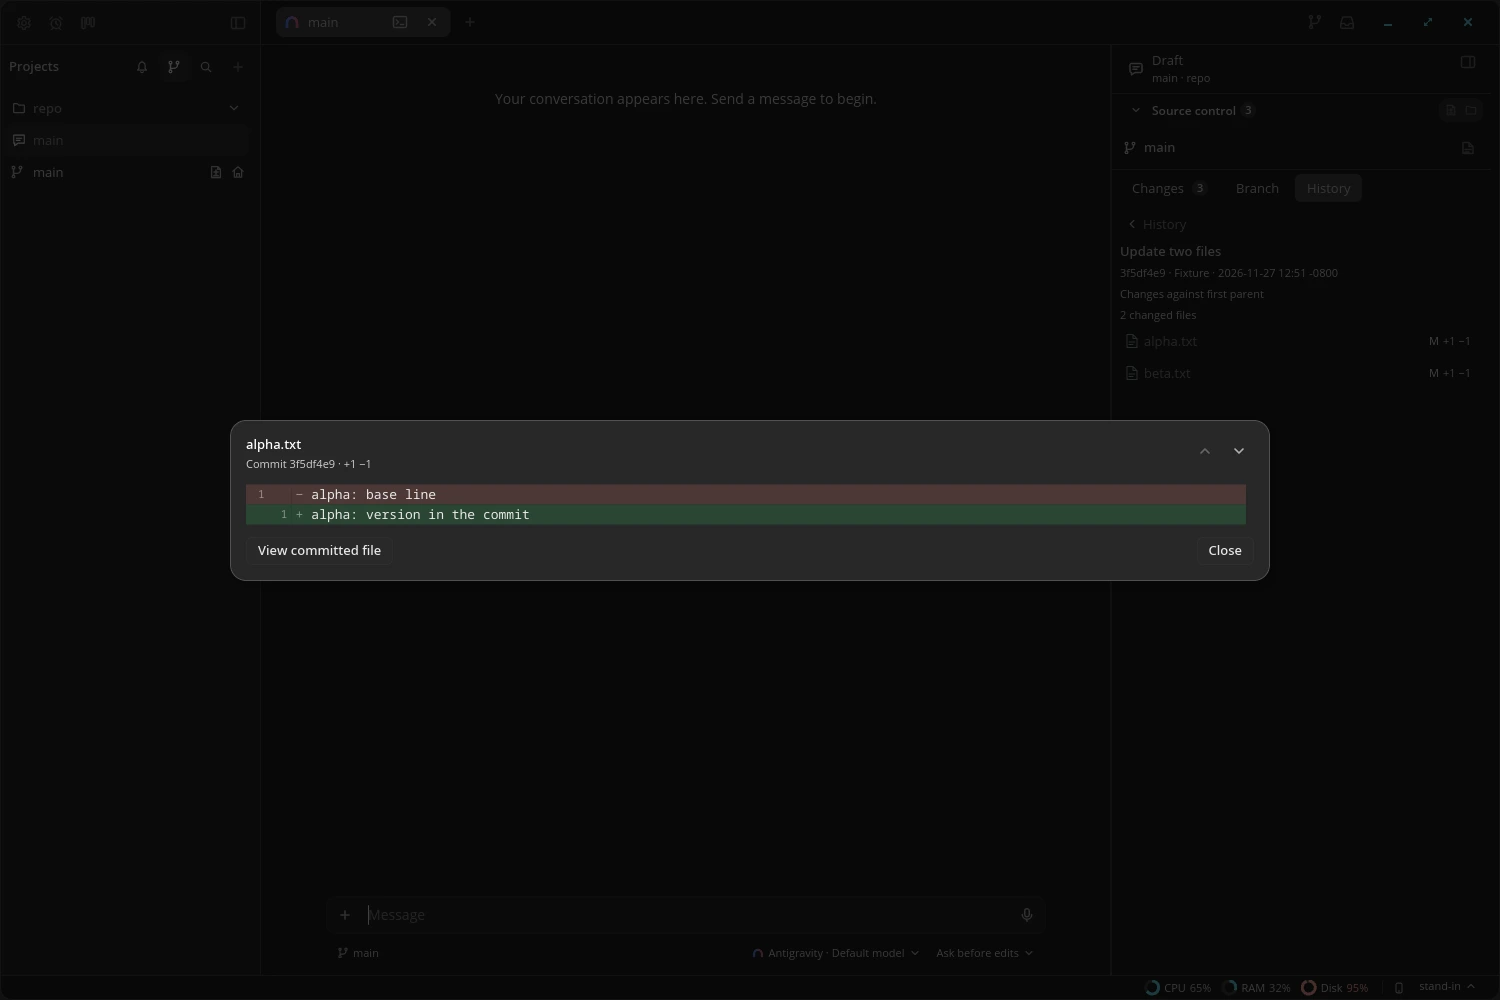 main
Projects
repo
main
main
Your conversation appears here. Send a message to begin.
Draft
main · repo
Source control 3
main
Changes 3 Branch History
History
Update two files
3f5df4e9 · Fixture · 2026-11-27 12:51 -0800
Changes against first parent
2 changed files
alpha.txt M +1 −1
beta.txt M +1 −1
alpha.txt
Commit 3f5df4e9 · +1 −1
1 − alpha: base line
1 + alpha: version in the commit
View committed file Close
Message
main Antigravity · Default model Ask before edits
CPU 65% RAM 32% Disk 95% stand-in